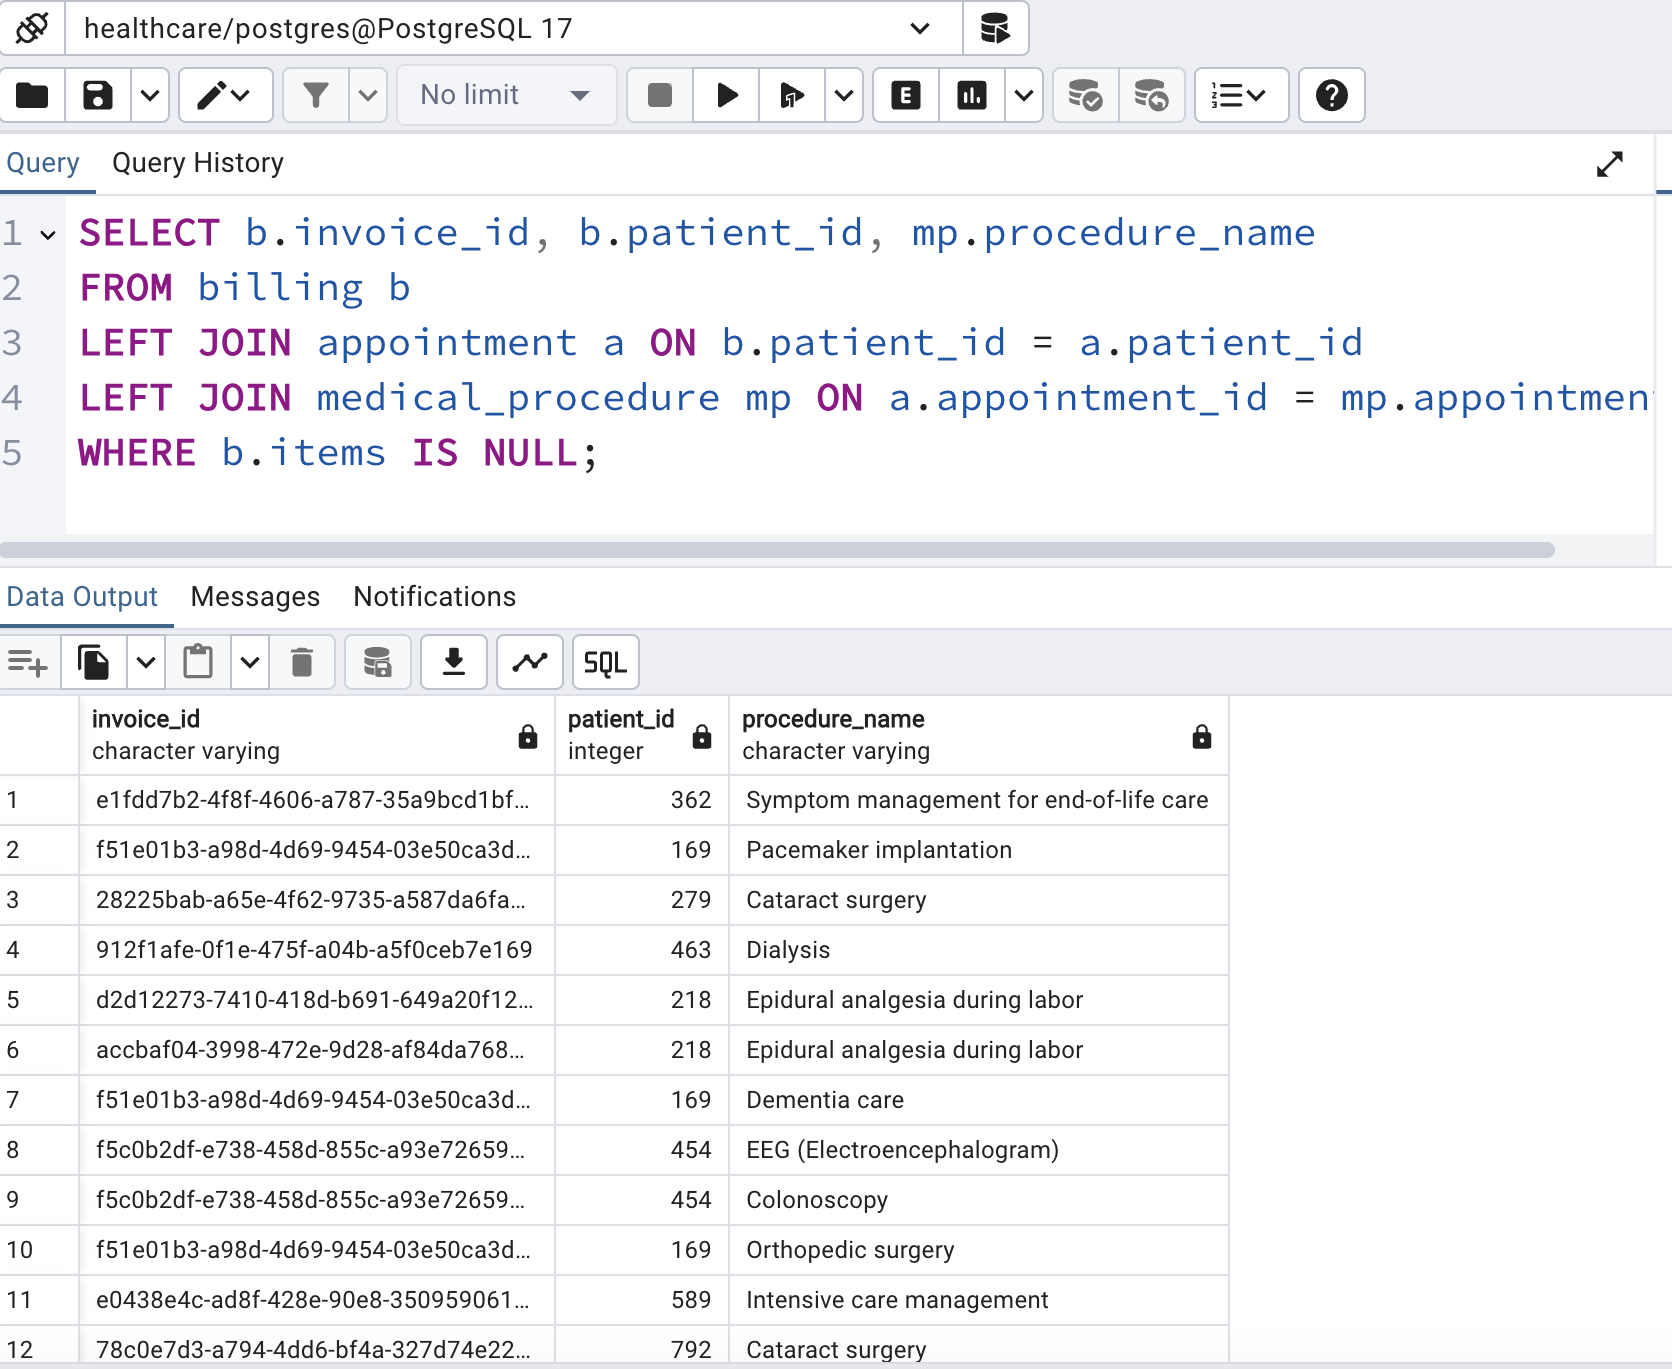 healthcare/postgres@PostgreSQL 17
No limit
E
Query Query History
1 SELECT b.invoice_id, b.patient_id, mp.procedure_name
2 FROM billing b
3 LEFT JOIN appointment a ON b.patient_id = a.patient_id
4 LEFT JOIN medical_procedure mp ON a.appointment_id = mp.appointmen
5 WHERE b.items IS NULL;
Data Output Messages Notifications
SQL
invoice_id patient_id procedure_name
character varying integer character varying
1 e1fdd7b2-4f8f-4606-a787-35a9bcd1bf... 362 Symptom management for end-of-life care
2 f51e01b3-a98d-4d69-9454-03e50ca3d... 169 Pacemaker implantation
3 28225bab-a65e-4f62-9735-a587da6fa... 279 Cataract surgery
4 912f1afe-0f1e-475f-a04b-a5f0ceb7e169 463 Dialysis
5 d2d12273-7410-418d-b691-649a20f12... 218 Epidural analgesia during labor
6 accbaf04-3998-472e-9d28-af84da768... 218 Epidural analgesia during labor
7 f51e01b3-a98d-4d69-9454-03e50ca3d... 169 Dementia care
8 f5c0b2df-e738-458d-855c-a93e72659... 454 EEG (Electroencephalogram)
9 f5c0b2df-e738-458d-855c-a93e72659... 454 Colonoscopy
10 f51e01b3-a98d-4d69-9454-03e50ca3d... 169 Orthopedic surgery
11 e0438e4c-ad8f-428e-90e8-350959061... 589 Intensive care management
12 78c0e7d3-a794-4dd6-bf4a-327d74e22... 792 Cataract surgery